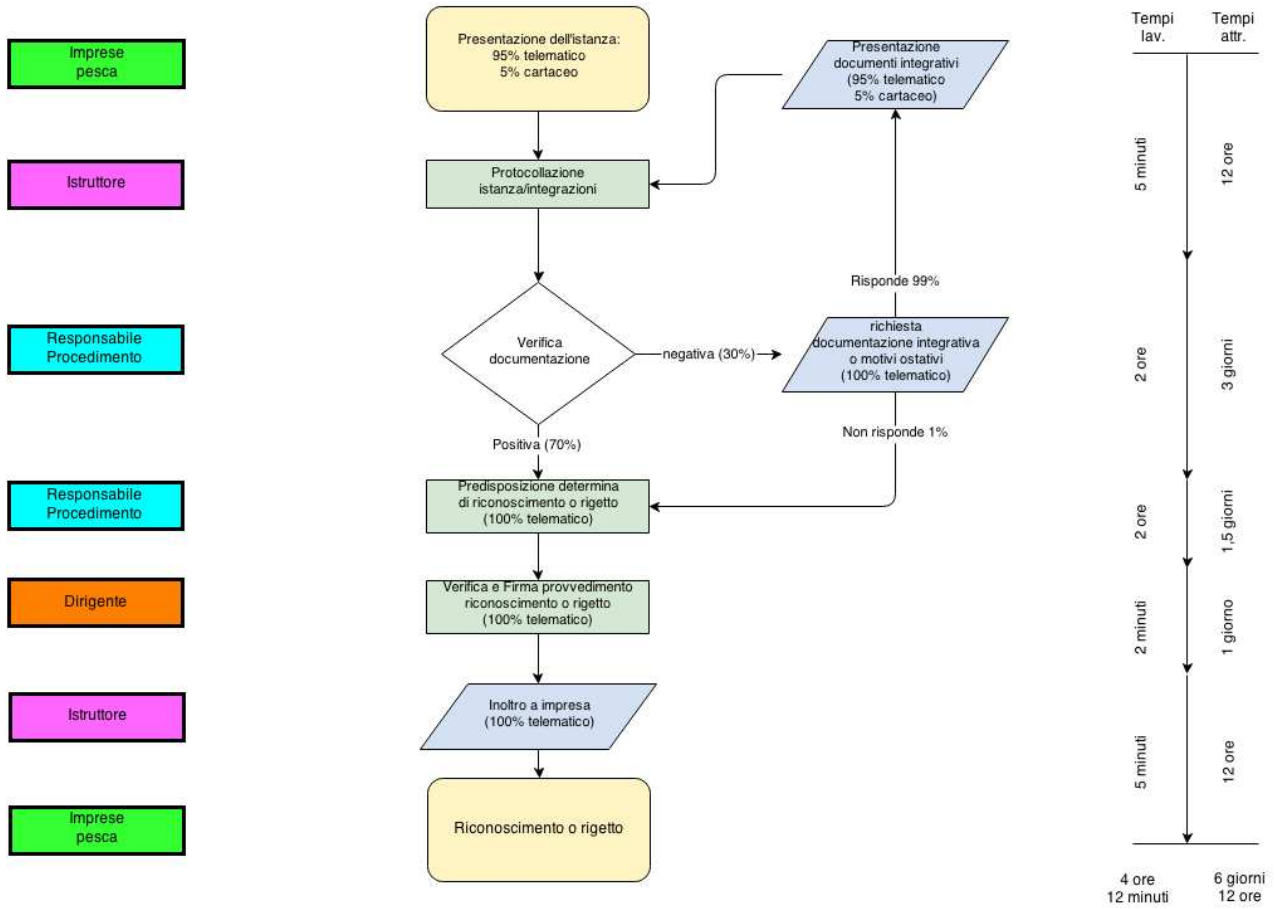 Imprese
pesca
Istruttore
Responsabile
Procedimento
Responsabile
Procedimento
Dirigente
Istruttore
Imprese
pesca
Presentazione dell'istanza:
95% telematico
5% cartaceo
Presentazione
documenti integrativi
(95% telematico
5% cartaceo)
Protocollazione
istanza/integrazioni
Risponde 99%
Verifica
documentazione
negativa (30%)
richiesta
documentazione integrativa
o motivi ostativi
(100% telematico)
Non risponde 1%
Positiva (70%)
Predisposizione determina
di riconoscimento o rigetto
(100% telematico)
Verifica e Firma provvedimento
riconoscimento o rigetto
(100% telematico)
Inoltro a impresa
(100% telematico)
Riconoscimento o rigetto
Tempi
lav.
Tempi
attr.
5 minuti
12 ore
2 ore
3 giorni
2 ore
1,5 giorni
2 minuti
1 giorno
5 minuti
12 ore
4 ore
12 minuti
6 giorni
12 ore